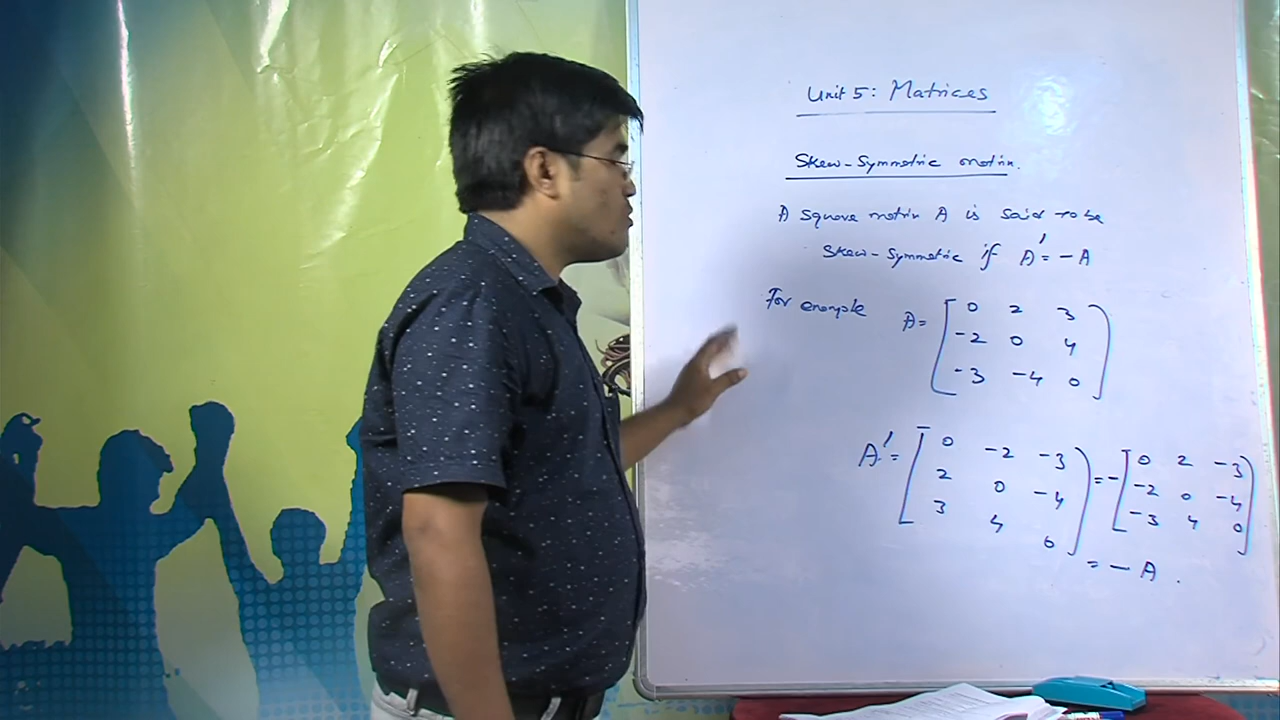 Unit 5: Matrices
Skew-Symmetric matrix.
A square matrix A is said to be
Skew-Symmetric if A' = -A
For example A = [0 2 3
-2 0 4
-3 -4 0]
A' = [0 -2 -3
2 0 -4
3 4 0] = -[0 2 -3
-2 0 -4
-3 4 0]
= -A.